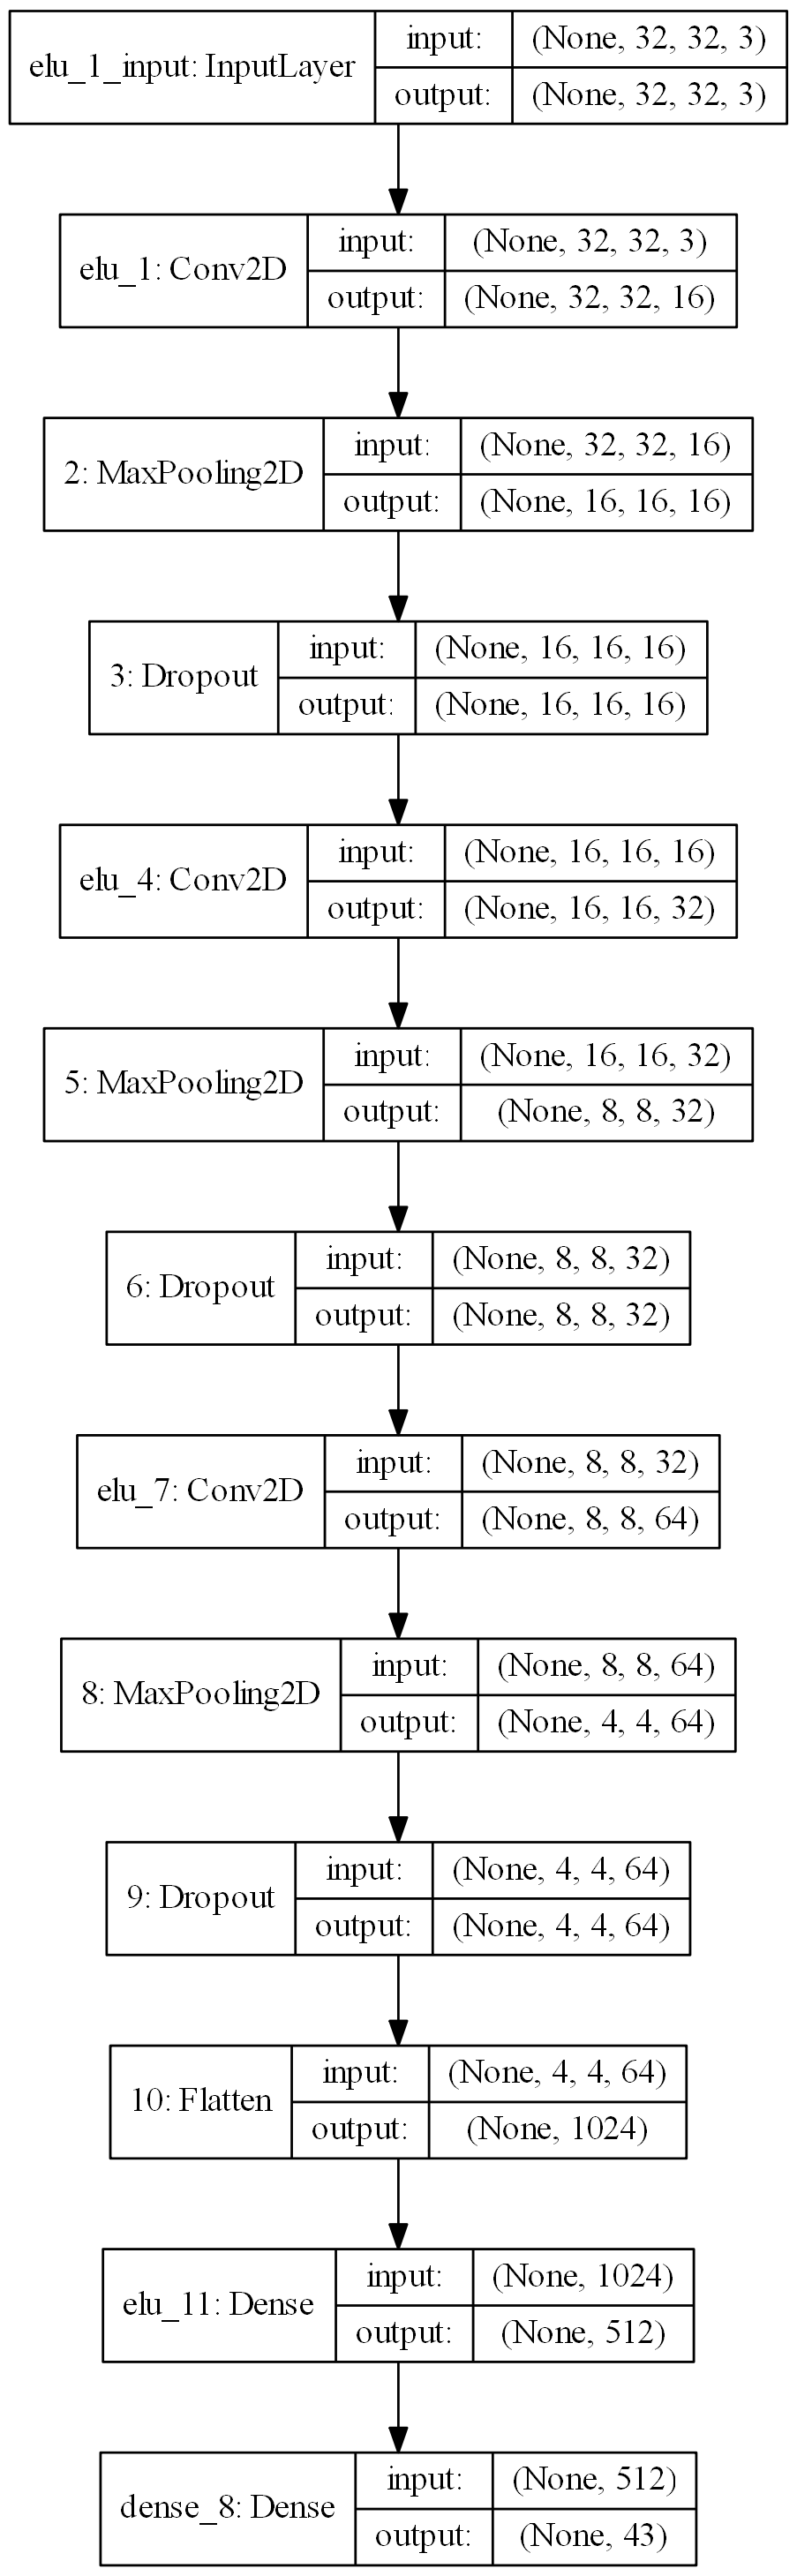 elu_1_input: InputLayer
input:
(None, 32, 32, 3)
output:
(None, 32, 32, 3)
elu_1: Conv2D
input:
(None, 32, 32, 3)
output:
(None, 32, 32, 16)
2: MaxPooling2D
input:
(None, 32, 32, 16)
output:
(None, 16, 16, 16)
3: Dropout
input:
(None, 16, 16, 16)
output:
(None, 16, 16, 16)
elu_4: Conv2D
input:
(None, 16, 16, 16)
output:
(None, 16, 16, 32)
5: MaxPooling2D
input:
(None, 16, 16, 32)
output:
(None, 8, 8, 32)
6: Dropout
input:
(None, 8, 8, 32)
output:
(None, 8, 8, 32)
elu_7: Conv2D
input:
(None, 8, 8, 32)
output:
(None, 8, 8, 64)
8: MaxPooling2D
input:
(None, 8, 8, 64)
output:
(None, 4, 4, 64)
9: Dropout
input:
(None, 4, 4, 64)
output:
(None, 4, 4, 64)
10: Flatten
input:
(None, 4, 4, 64)
output:
(None, 1024)
elu_11: Dense
input:
(None, 1024)
output:
(None, 512)
dense_8: Dense
input:
(None, 512)
output:
(None, 43)